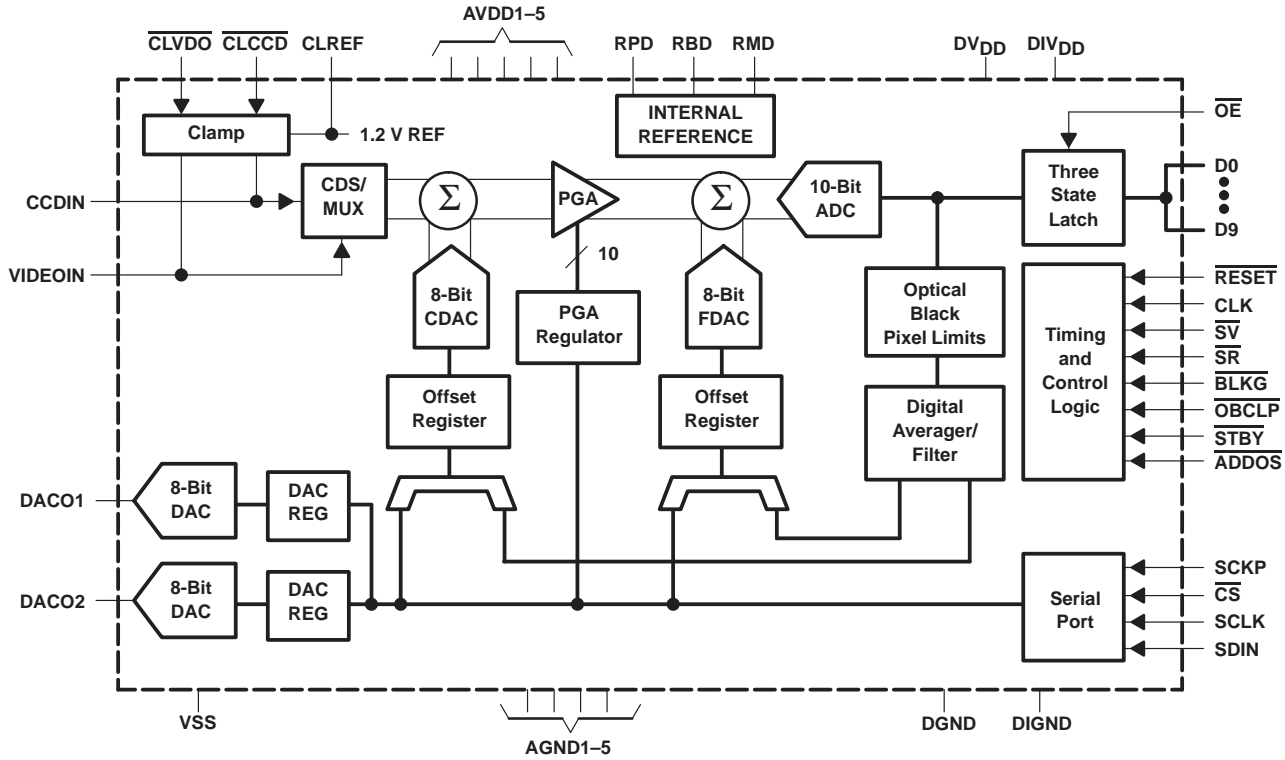 AVDD1–5
CLVDO CLCCD CLREF
RPD RBD RMD
DVDD DIVDD
INTERNAL
REFERENCE
OE
Clamp
1.2 V REF
CCDIN
CDS/
MUX
Σ
PGA
Σ
10-Bit
ADC
Three
State
Latch
D0
D9
10
VIDEOIN
8-Bit
CDAC
PGA
Regulator
8-Bit
FDAC
Optical
Black
Pixel Limits
Timing
and
Control
Logic
RESET
CLK
SV
SR
BLKG
OBCLP
STBY
ADDOS
Offset
Register
Offset
Register
Digital
Averager/
Filter
DACO1
8-Bit
DAC
DAC
REG
DACO2
8-Bit
DAC
DAC
REG
Serial
Port
SCKP
CS
SCLK
SDIN
VSS
AGND1–5
DGND
DIGND